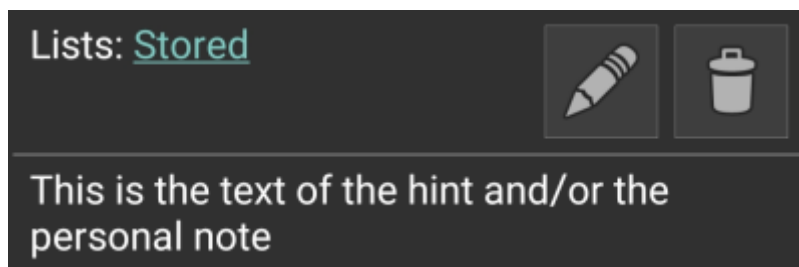 Lists: Stored
This is the text of the hint and/or the
personal note